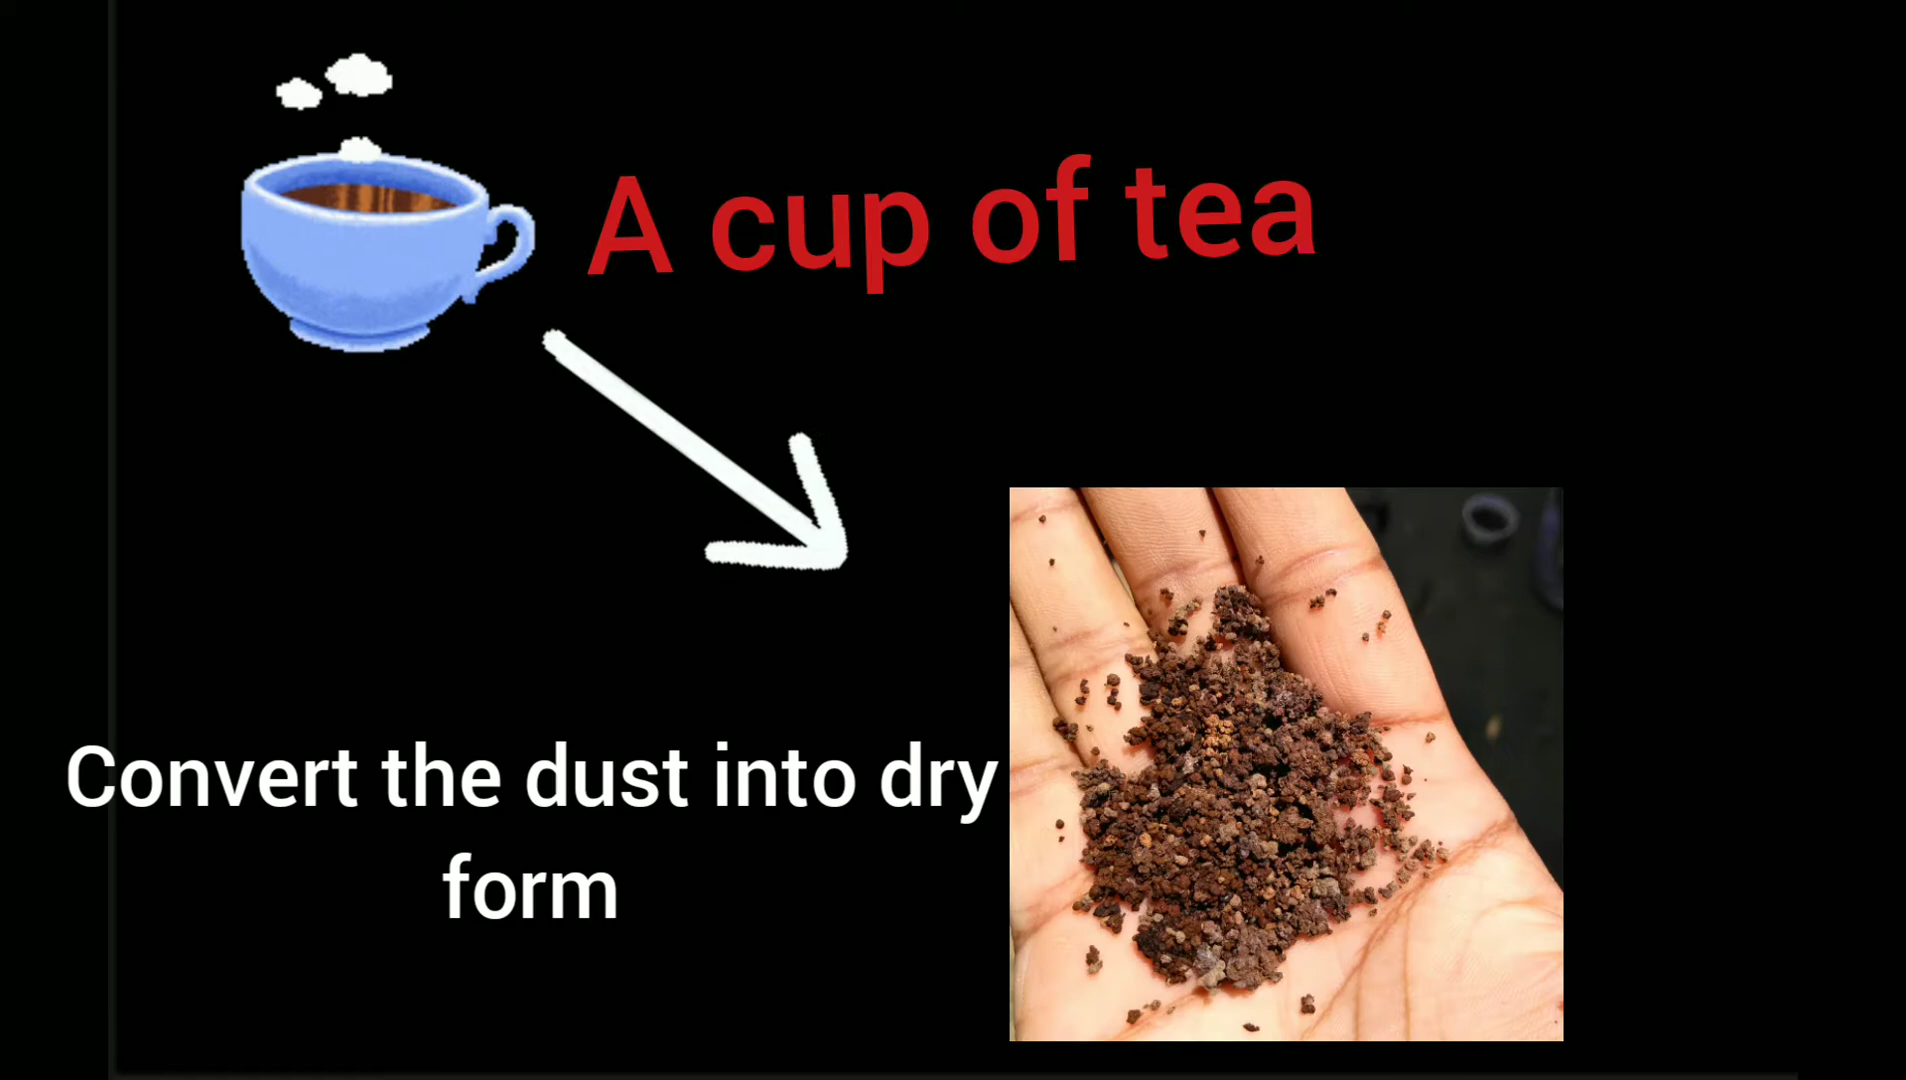 A cup of tea
Convert the dust into dry
form